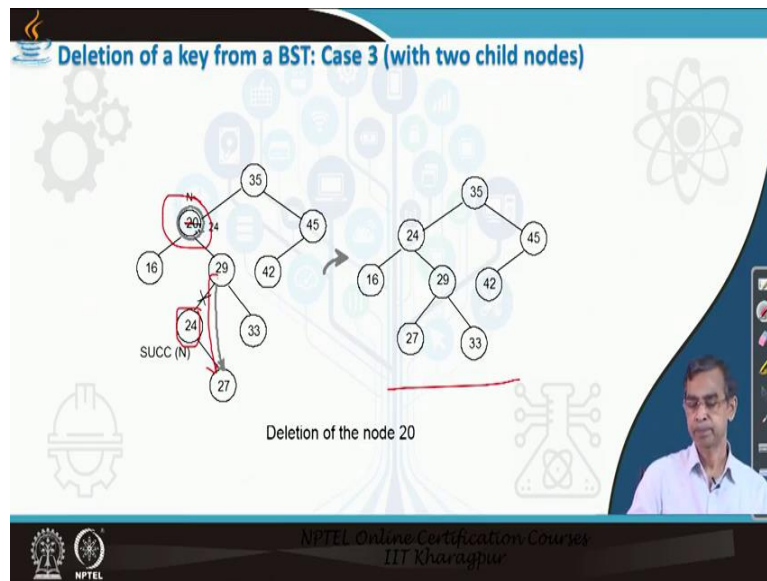 Deletion of a key from a BST: Case 3 (with two child nodes)
35
N
20
24
45
16
29
42
24
33
SUCC (N)
27
35
24
45
16
29
42
27
33
Deletion of the node 20
NPTEL Online Certification Courses
IIT Kharagpur
NPTEL